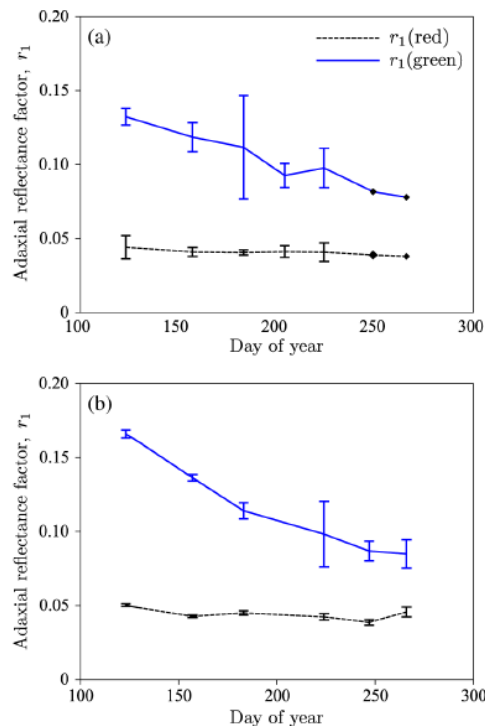 (a)
r1(red)
r1(green)
Adaxial reflectance factor, r1
0.20
0.15
0.10
0.05
0
100 150 200 250 300
Day of year
(b)
Adaxial reflectance factor, r1
0.20
0.15
0.10
0.05
0
100 150 200 250 300
Day of year